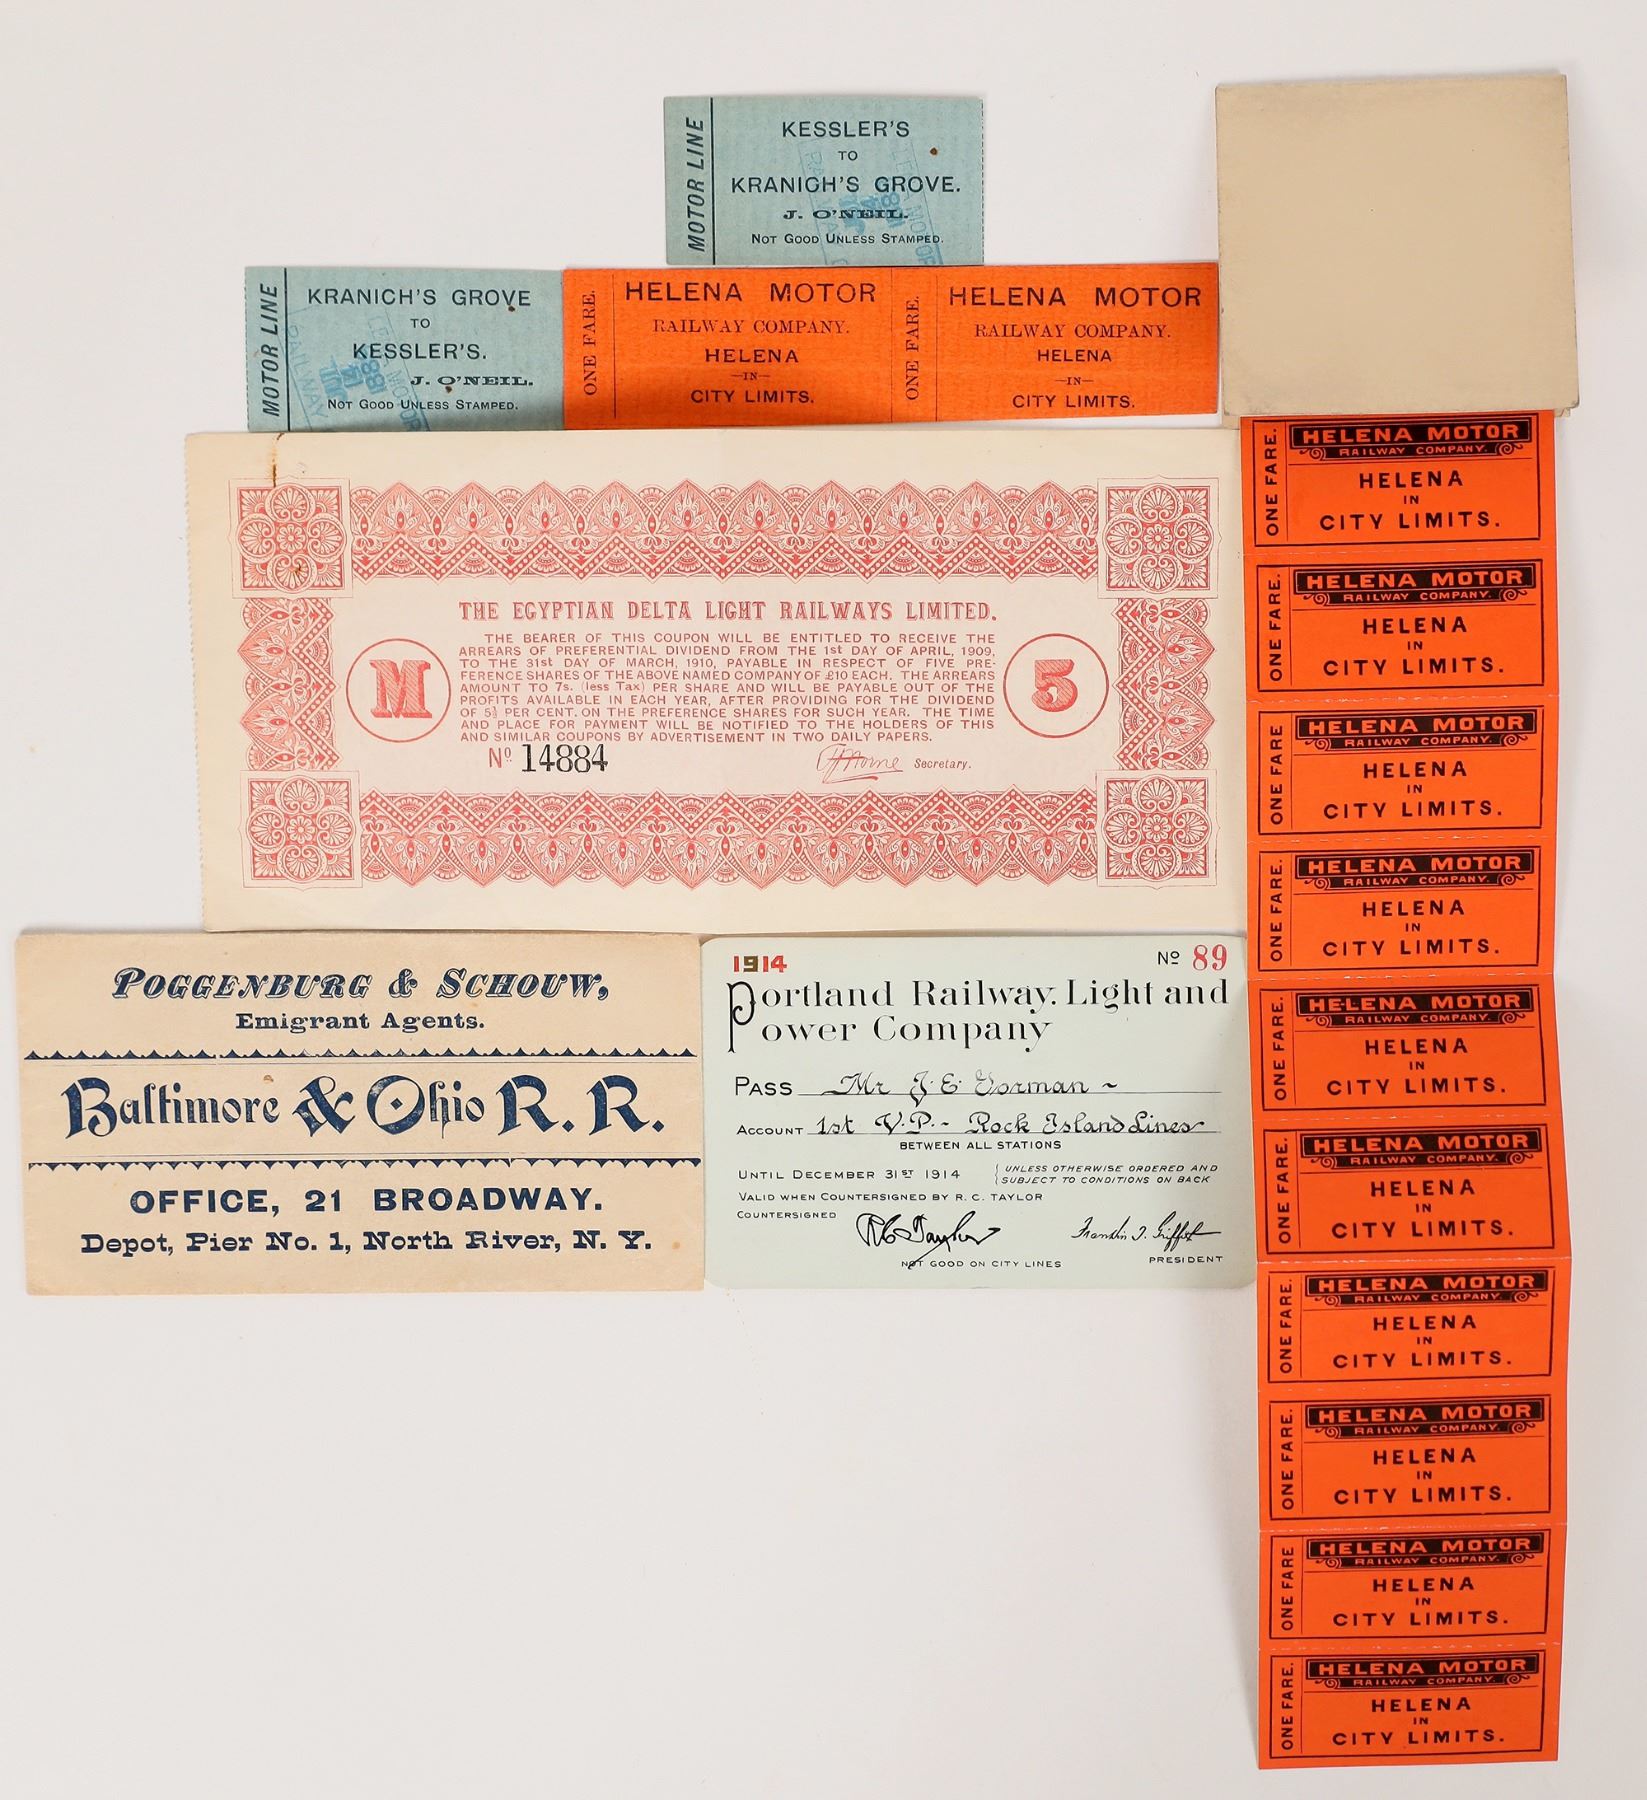 MOTOR LINE
KESSLER'S
TO
KRANICH'S GROVE.
J. O'NEIL.
NOT GOOD UNLESS STAMPED.
MOTOR LINE
KRANICH'S GROVE
TO
KESSLER'S.
J. O'NEIL.
NOT GOOD UNLESS STAMPED.
ONE FARE.
HELENA MOTOR
RAILWAY COMPANY.
HELENA
—IN—
CITY LIMITS.
ONE FARE.
HELENA MOTOR
RAILWAY COMPANY.
HELENA
—IN—
CITY LIMITS.
THE EGYPTIAN DELTA LIGHT RAILWAYS LIMITED.
THE BEARER OF THIS COUPON WILL BE ENTITLED TO RECEIVE THE
ARREARS OF PREFERENTIAL DIVIDEND FROM THE 1st DAY OF APRIL, 1909,
TO THE 31st DAY OF MARCH, 1910, PAYABLE IN RESPECT OF FIVE PRE-
FERENCE SHARES OF THE ABOVE NAMED COMPANY OF £10 EACH. THE ARREARS
AMOUNT TO 7s. (less Tax) PER SHARE AND WILL BE PAYABLE OUT OF THE
PROFITS AVAILABLE IN EACH YEAR, AFTER PROVIDING FOR THE DIVIDEND
OF 5½ PER CENT. ON THE PREFERENCE SHARES FOR SUCH YEAR. THE TIME
AND PLACE FOR PAYMENT WILL BE NOTIFIED TO THE HOLDERS OF THIS
AND SIMILAR COUPONS BY ADVERTISEMENT IN TWO DAILY PAPERS.
M
5
No. 14884
Secretary.
POGGENBURG & SCHOUW,
Emigrant Agents.
Baltimore & Ohio R. R.
OFFICE, 21 BROADWAY.
Depot, Pier No. 1, North River, N. Y.
1914
No 89
Portland Railway, Light and
Power Company
PASS Mr J. E. Gorman ~
ACCOUNT 1st V.P. - Rock Island Lines
BETWEEN ALL STATIONS
UNTIL DECEMBER 31ST 1914
UNLESS OTHERWISE ORDERED AND
SUBJECT TO CONDITIONS ON BACK
VALID WHEN COUNTERSIGNED BY R. C. TAYLOR
COUNTERSIGNED
R C Taylor
Franklin T. Griffith
PRESIDENT
NOT GOOD ON CITY LINES
ONE FARE.
HELENA MOTOR
RAILWAY COMPANY.
HELENA
IN
CITY LIMITS.
ONE FARE.
HELENA MOTOR
RAILWAY COMPANY.
HELENA
IN
CITY LIMITS.
ONE FARE
HELENA MOTOR
RAILWAY COMPANY.
HELENA
IN
CITY LIMITS.
ONE FARE.
HELENA MOTOR
RAILWAY COMPANY.
HELENA
IN
CITY LIMITS.
ONE FARE.
HELENA MOTOR
RAILWAY COMPANY.
HELENA
IN
CITY LIMITS.
ONE FARE.
HELENA MOTOR
RAILWAY COMPANY.
HELENA
IN
CITY LIMITS.
ONE FARE.
HELENA MOTOR
RAILWAY COMPANY.
HELENA
IN
CITY LIMITS.
ONE FARE.
HELENA MOTOR
RAILWAY COMPANY.
HELENA
IN
CITY LIMITS.
ONE FARE
HELENA MOTOR
RAILWAY COMPANY.
HELENA
IN
CITY LIMITS.
ONE FARE.
HELENA MOTOR
RAILWAY COMPANY.
HELENA
IN
CITY LIMITS.